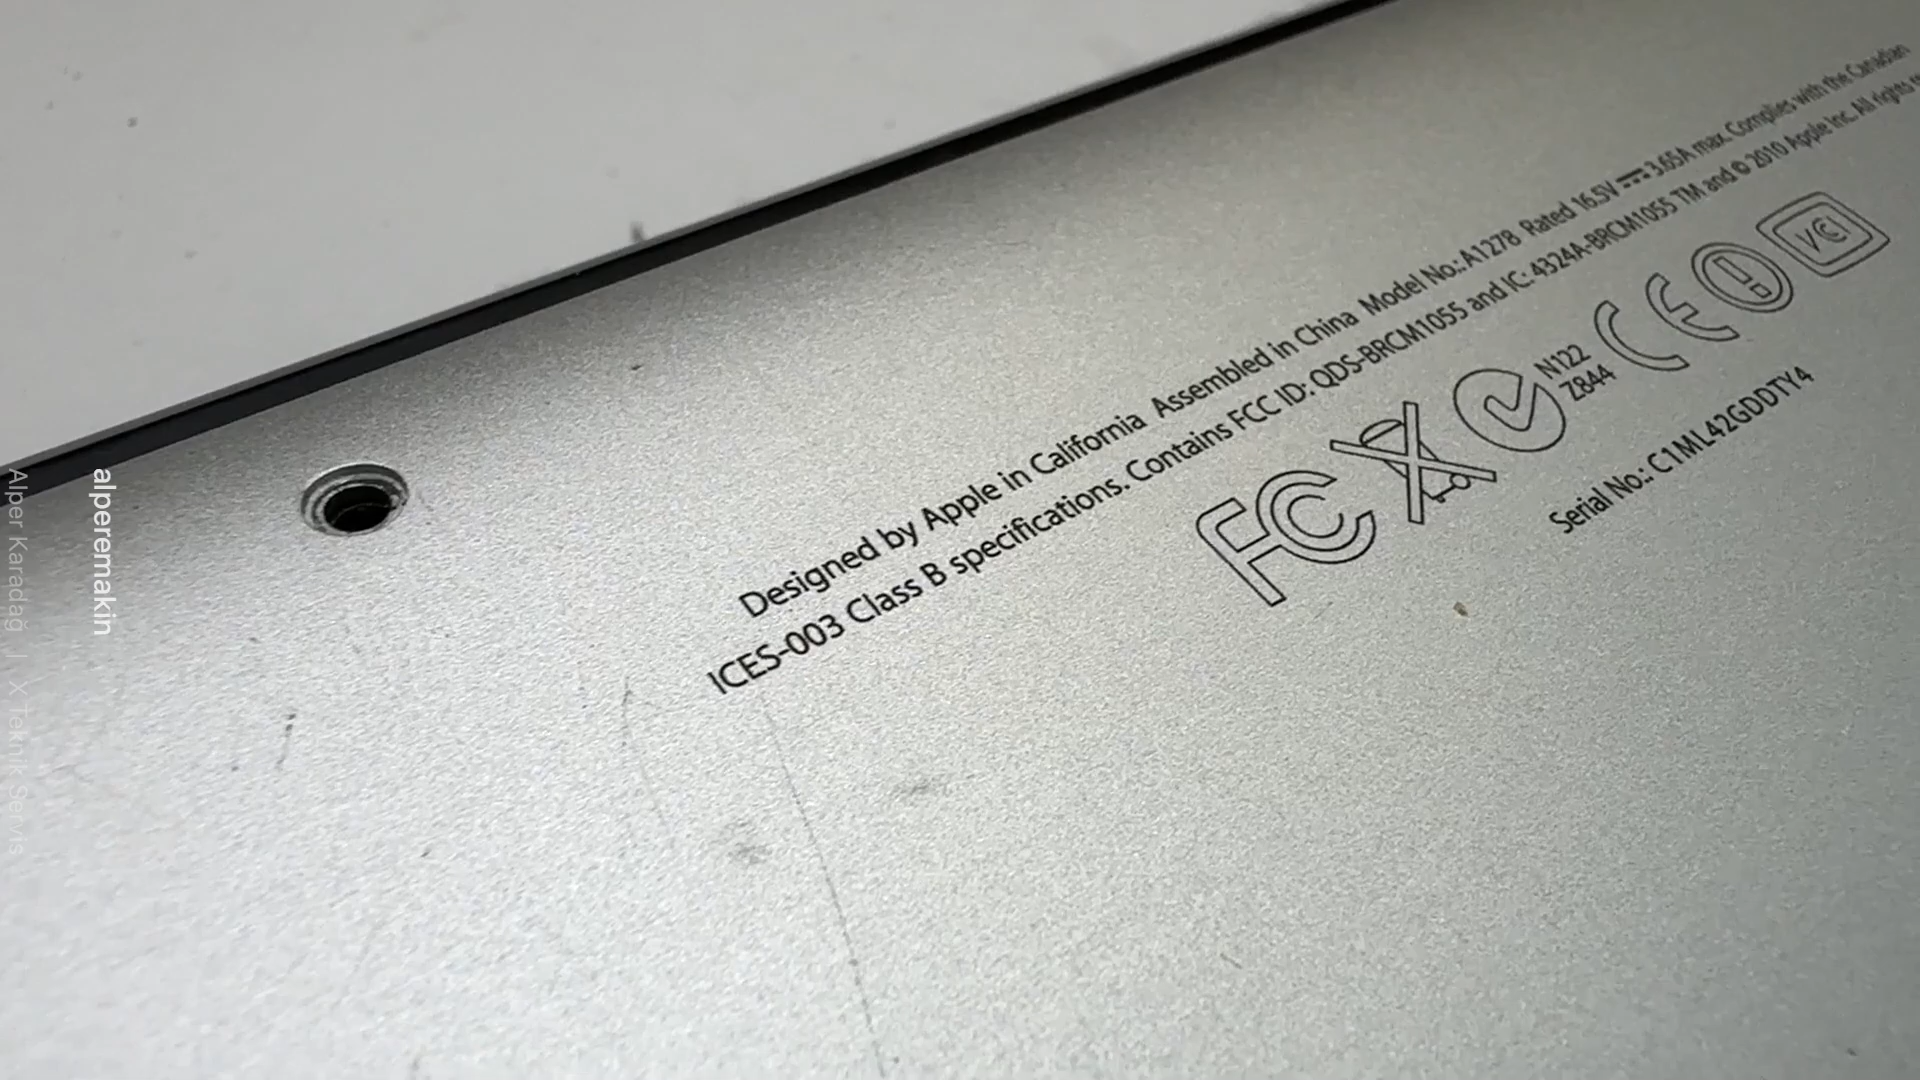 Designed by Apple in California Assembled in China Model No.: A1278 Rated 16.5V ⎓ 3.65A max. Complies with the Canadian
ICES-003 Class B specifications. Contains FCC ID: QDS-BRCM1055 and IC: 4324A-BRCM1055 TM and © 2010 Apple Inc. All rights
FC
N122
Z844
CE
VCI
Serial No.: C1ML42GDDTY4
alperemakin
Alper Karadağ | X Teknik Servis